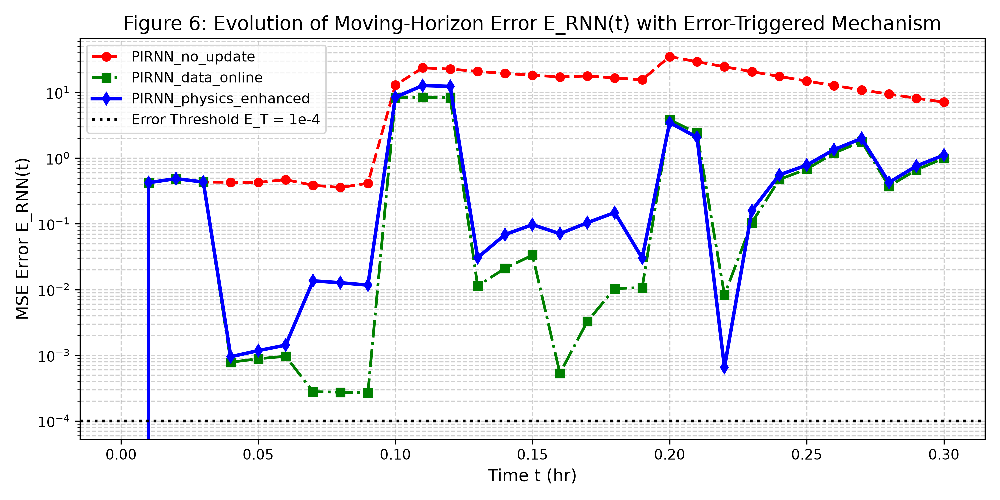 Figure 6: Evolution of Moving-Horizon Error E_RNN(t) with Error-Triggered Mechanism
PIRNN_no_update
PIRNN_data_online
PIRNN_physics_enhanced
Error Threshold E_T = 1e-4
MSE Error E_RNN(t)
10¹
10⁰
10⁻¹
10⁻²
10⁻³
10⁻⁴
0.00 0.05 0.10 0.15 0.20 0.25 0.30
Time t (hr)